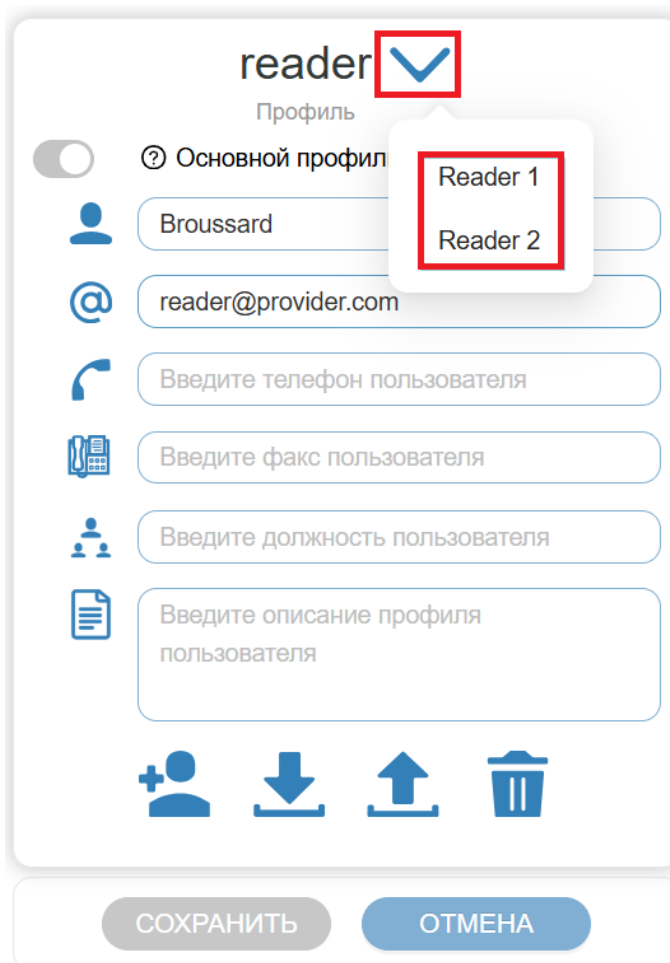 reader
Профиль
Основной профил
Reader 1
Reader 2
Broussard
reader@provider.com
Введите телефон пользователя
Введите факс пользователя
Введите должность пользователя
Введите описание профиля
пользователя
СОХРАНИТЬ
ОТМЕНА